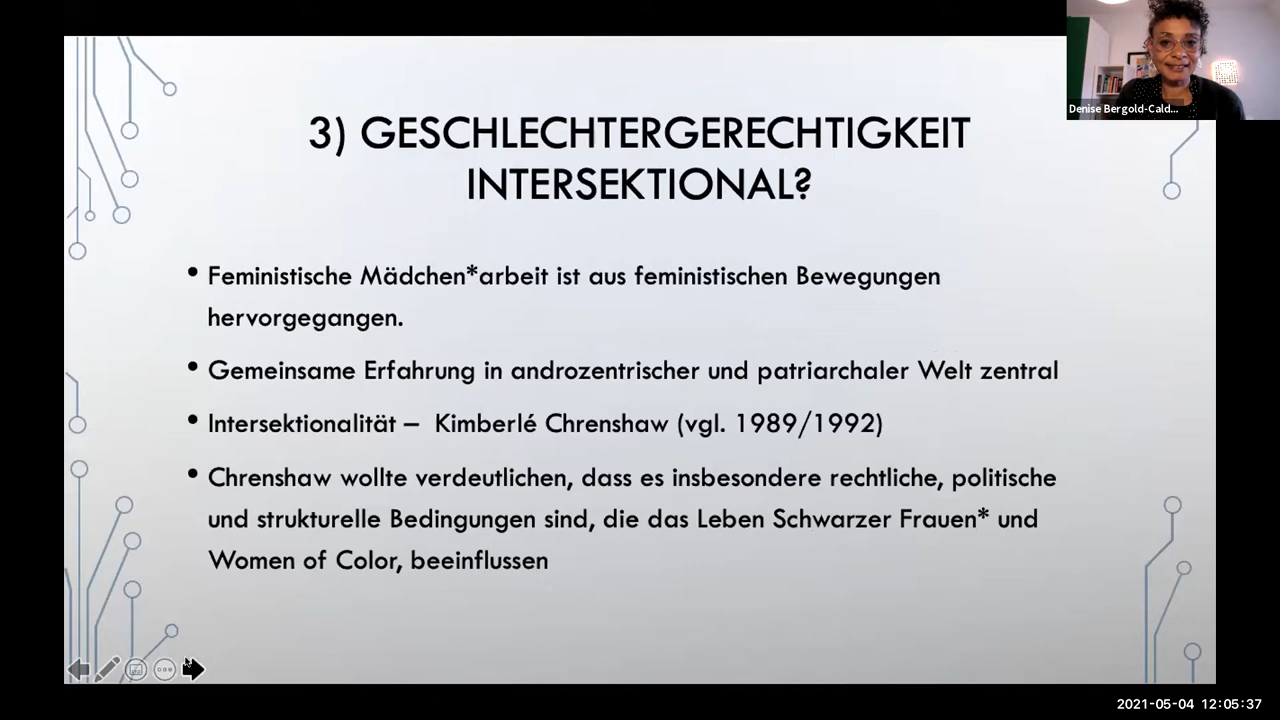 Denise Bergold-Cald...
3) GESCHLECHTERGERECHTIGKEIT
INTERSEKTIONAL?
• Feministische Mädchen*arbeit ist aus feministischen Bewegungen
hervorgegangen.
• Gemeinsame Erfahrung in androzentrischer und patriarchaler Welt zentral
• Intersektionalität – Kimberlé Chrenshaw (vgl. 1989/1992)
• Chrenshaw wollte verdeutlichen, dass es insbesondere rechtliche, politische
und strukturelle Bedingungen sind, die das Leben Schwarzer Frauen* und
Women of Color, beeinflussen
2021-05-04 12:05:37